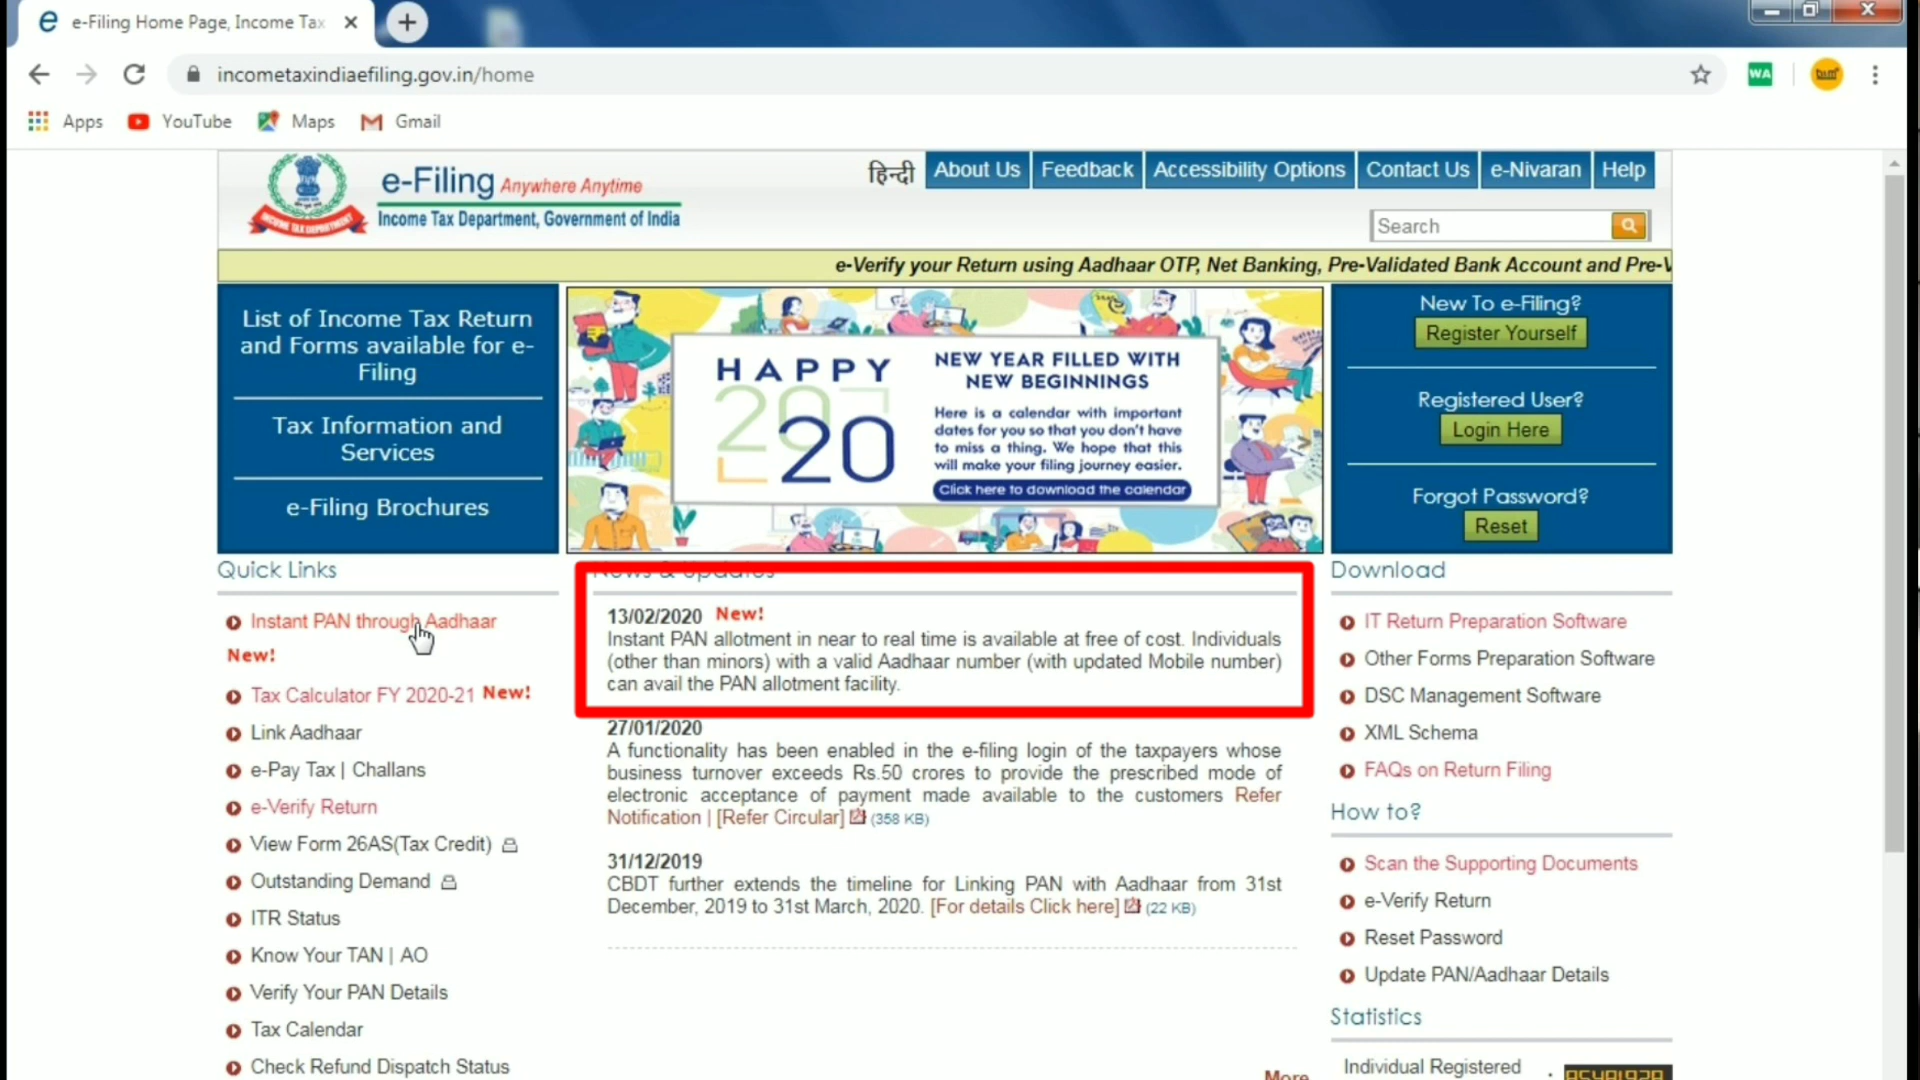 e-Filing Home Page, Income Tax
incometaxindiaefiling.gov.in/home
WA
Apps YouTube Maps Gmail
e-Filing Anywhere Anytime
Income Tax Department, Government of India
हिन्दी About Us Feedback Accessibility Options Contact Us e-Nivaran Help
Search
e-Verify your Return using Aadhaar OTP, Net Banking, Pre-Validated Bank Account and Pre-V
List of Income Tax Return
and Forms available for e-
Filing
Tax Information and
Services
e-Filing Brochures
HAPPY
2020
NEW YEAR FILLED WITH
NEW BEGINNINGS
Here is a calendar with important
dates for you so that you don't have
to miss a thing. We hope that this
will make your filing journey easier.
Click here to download the calendar
New To e-Filing?
Register Yourself
Registered User?
Login Here
Forgot Password?
Reset
Quick Links
Instant PAN through Aadhaar
New!
Tax Calculator FY 2020-21 New!
Link Aadhaar
e-Pay Tax | Challans
e-Verify Return
View Form 26AS(Tax Credit)
Outstanding Demand
ITR Status
Know Your TAN | AO
Verify Your PAN Details
Tax Calendar
Check Refund Dispatch Status
News & Updates
13/02/2020 New!
Instant PAN allotment in near to real time is available at free of cost. Individuals
(other than minors) with a valid Aadhaar number (with updated Mobile number)
can avail the PAN allotment facility.
27/01/2020
A functionality has been enabled in the e-filing login of the taxpayers whose
business turnover exceeds Rs.50 crores to provide the prescribed mode of
electronic acceptance of payment made available to the customers Refer
Notification | [Refer Circular] (358 KB)
31/12/2019
CBDT further extends the timeline for Linking PAN with Aadhaar from 31st
December, 2019 to 31st March, 2020. [For details Click here] (22 KB)
More
Download
IT Return Preparation Software
Other Forms Preparation Software
DSC Management Software
XML Schema
FAQs on Return Filing
How to?
Scan the Supporting Documents
e-Verify Return
Reset Password
Update PAN/Aadhaar Details
Statistics
Individual Registered